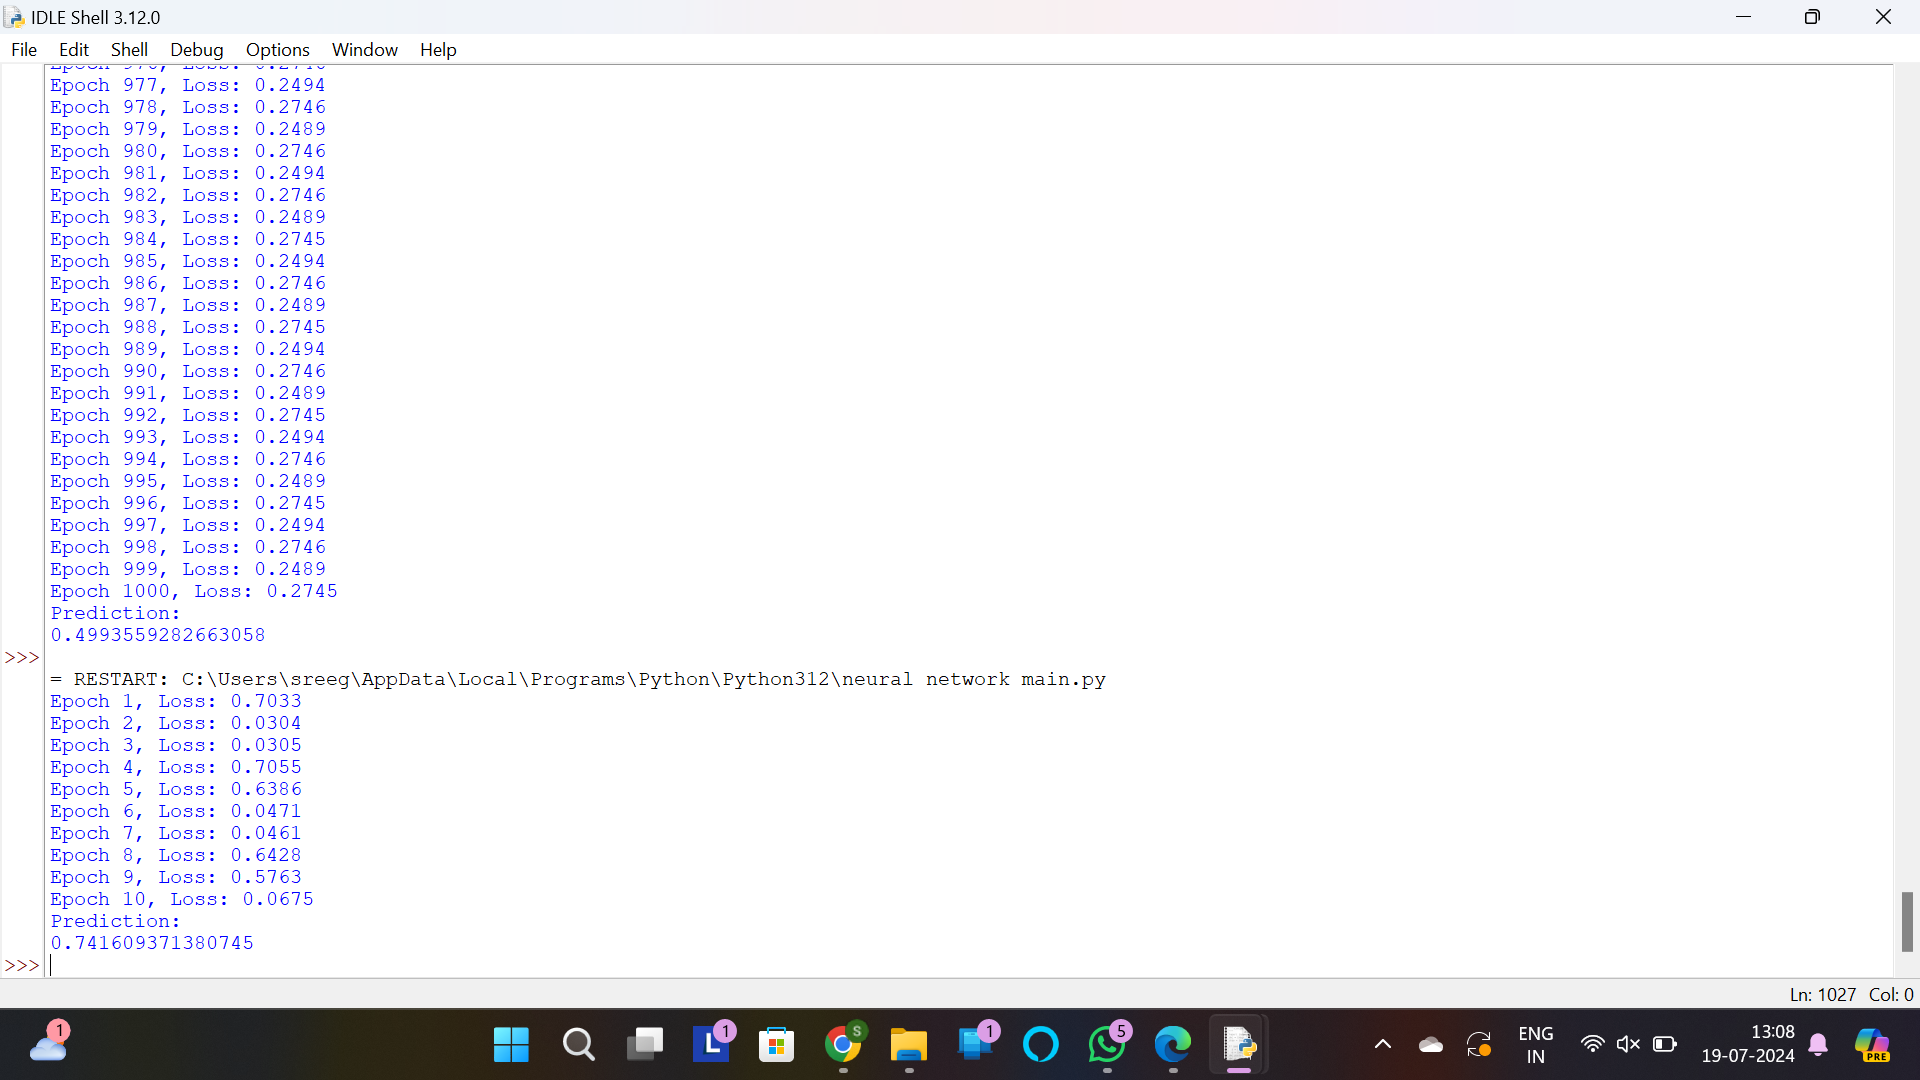 IDLE Shell 3.12.0
File Edit Shell Debug Options Window Help
Epoch 977, Loss: 0.2494
Epoch 978, Loss: 0.2746
Epoch 979, Loss: 0.2489
Epoch 980, Loss: 0.2746
Epoch 981, Loss: 0.2494
Epoch 982, Loss: 0.2746
Epoch 983, Loss: 0.2489
Epoch 984, Loss: 0.2745
Epoch 985, Loss: 0.2494
Epoch 986, Loss: 0.2746
Epoch 987, Loss: 0.2489
Epoch 988, Loss: 0.2745
Epoch 989, Loss: 0.2494
Epoch 990, Loss: 0.2746
Epoch 991, Loss: 0.2489
Epoch 992, Loss: 0.2745
Epoch 993, Loss: 0.2494
Epoch 994, Loss: 0.2746
Epoch 995, Loss: 0.2489
Epoch 996, Loss: 0.2745
Epoch 997, Loss: 0.2494
Epoch 998, Loss: 0.2746
Epoch 999, Loss: 0.2489
Epoch 1000, Loss: 0.2745
Prediction:
0.4993559282663058
>>>
= RESTART: C:\Users\sreeg\AppData\Local\Programs\Python\Python312\neural network main.py
Epoch 1, Loss: 0.7033
Epoch 2, Loss: 0.0304
Epoch 3, Loss: 0.0305
Epoch 4, Loss: 0.7055
Epoch 5, Loss: 0.6386
Epoch 6, Loss: 0.0471
Epoch 7, Loss: 0.0461
Epoch 8, Loss: 0.6428
Epoch 9, Loss: 0.5763
Epoch 10, Loss: 0.0675
Prediction:
0.741609371380745
>>>
Ln: 1027 Col: 0
1
L 1 S 1 5
ENG
IN
13:08
19-07-2024
PRE